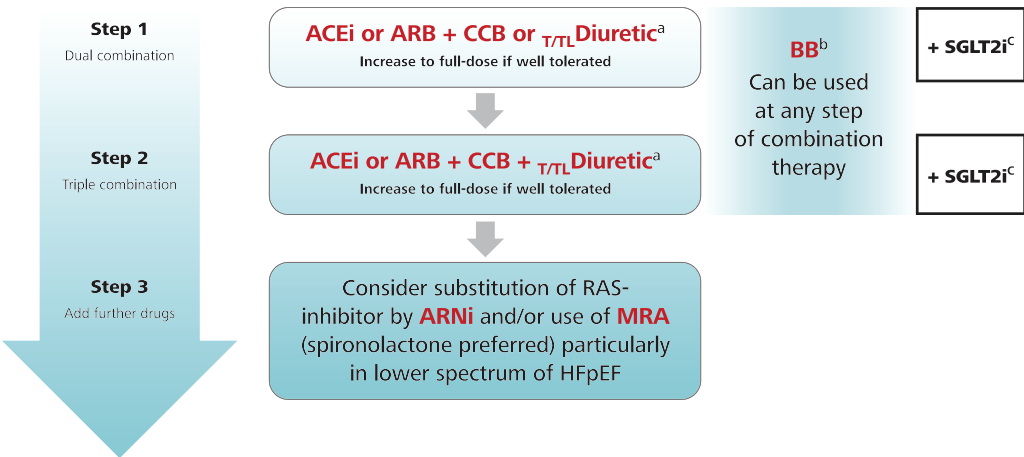 Step 1
Dual combination
ACEi or ARB + CCB or T/TLDiuretica
Increase to full-dose if well tolerated
BBb
Can be used
at any step
of combination
therapy
+ SGLT2iC
Step 2
Triple combination
ACEi or ARB + CCB + T/TLDiuretica
Increase to full-dose if well tolerated
+ SGLT2iC
Step 3
Add further drugs
Consider substitution of RAS-
inhibitor by ARNi and/or use of MRA
(spironolactone preferred) particularly
in lower spectrum of HFpEF